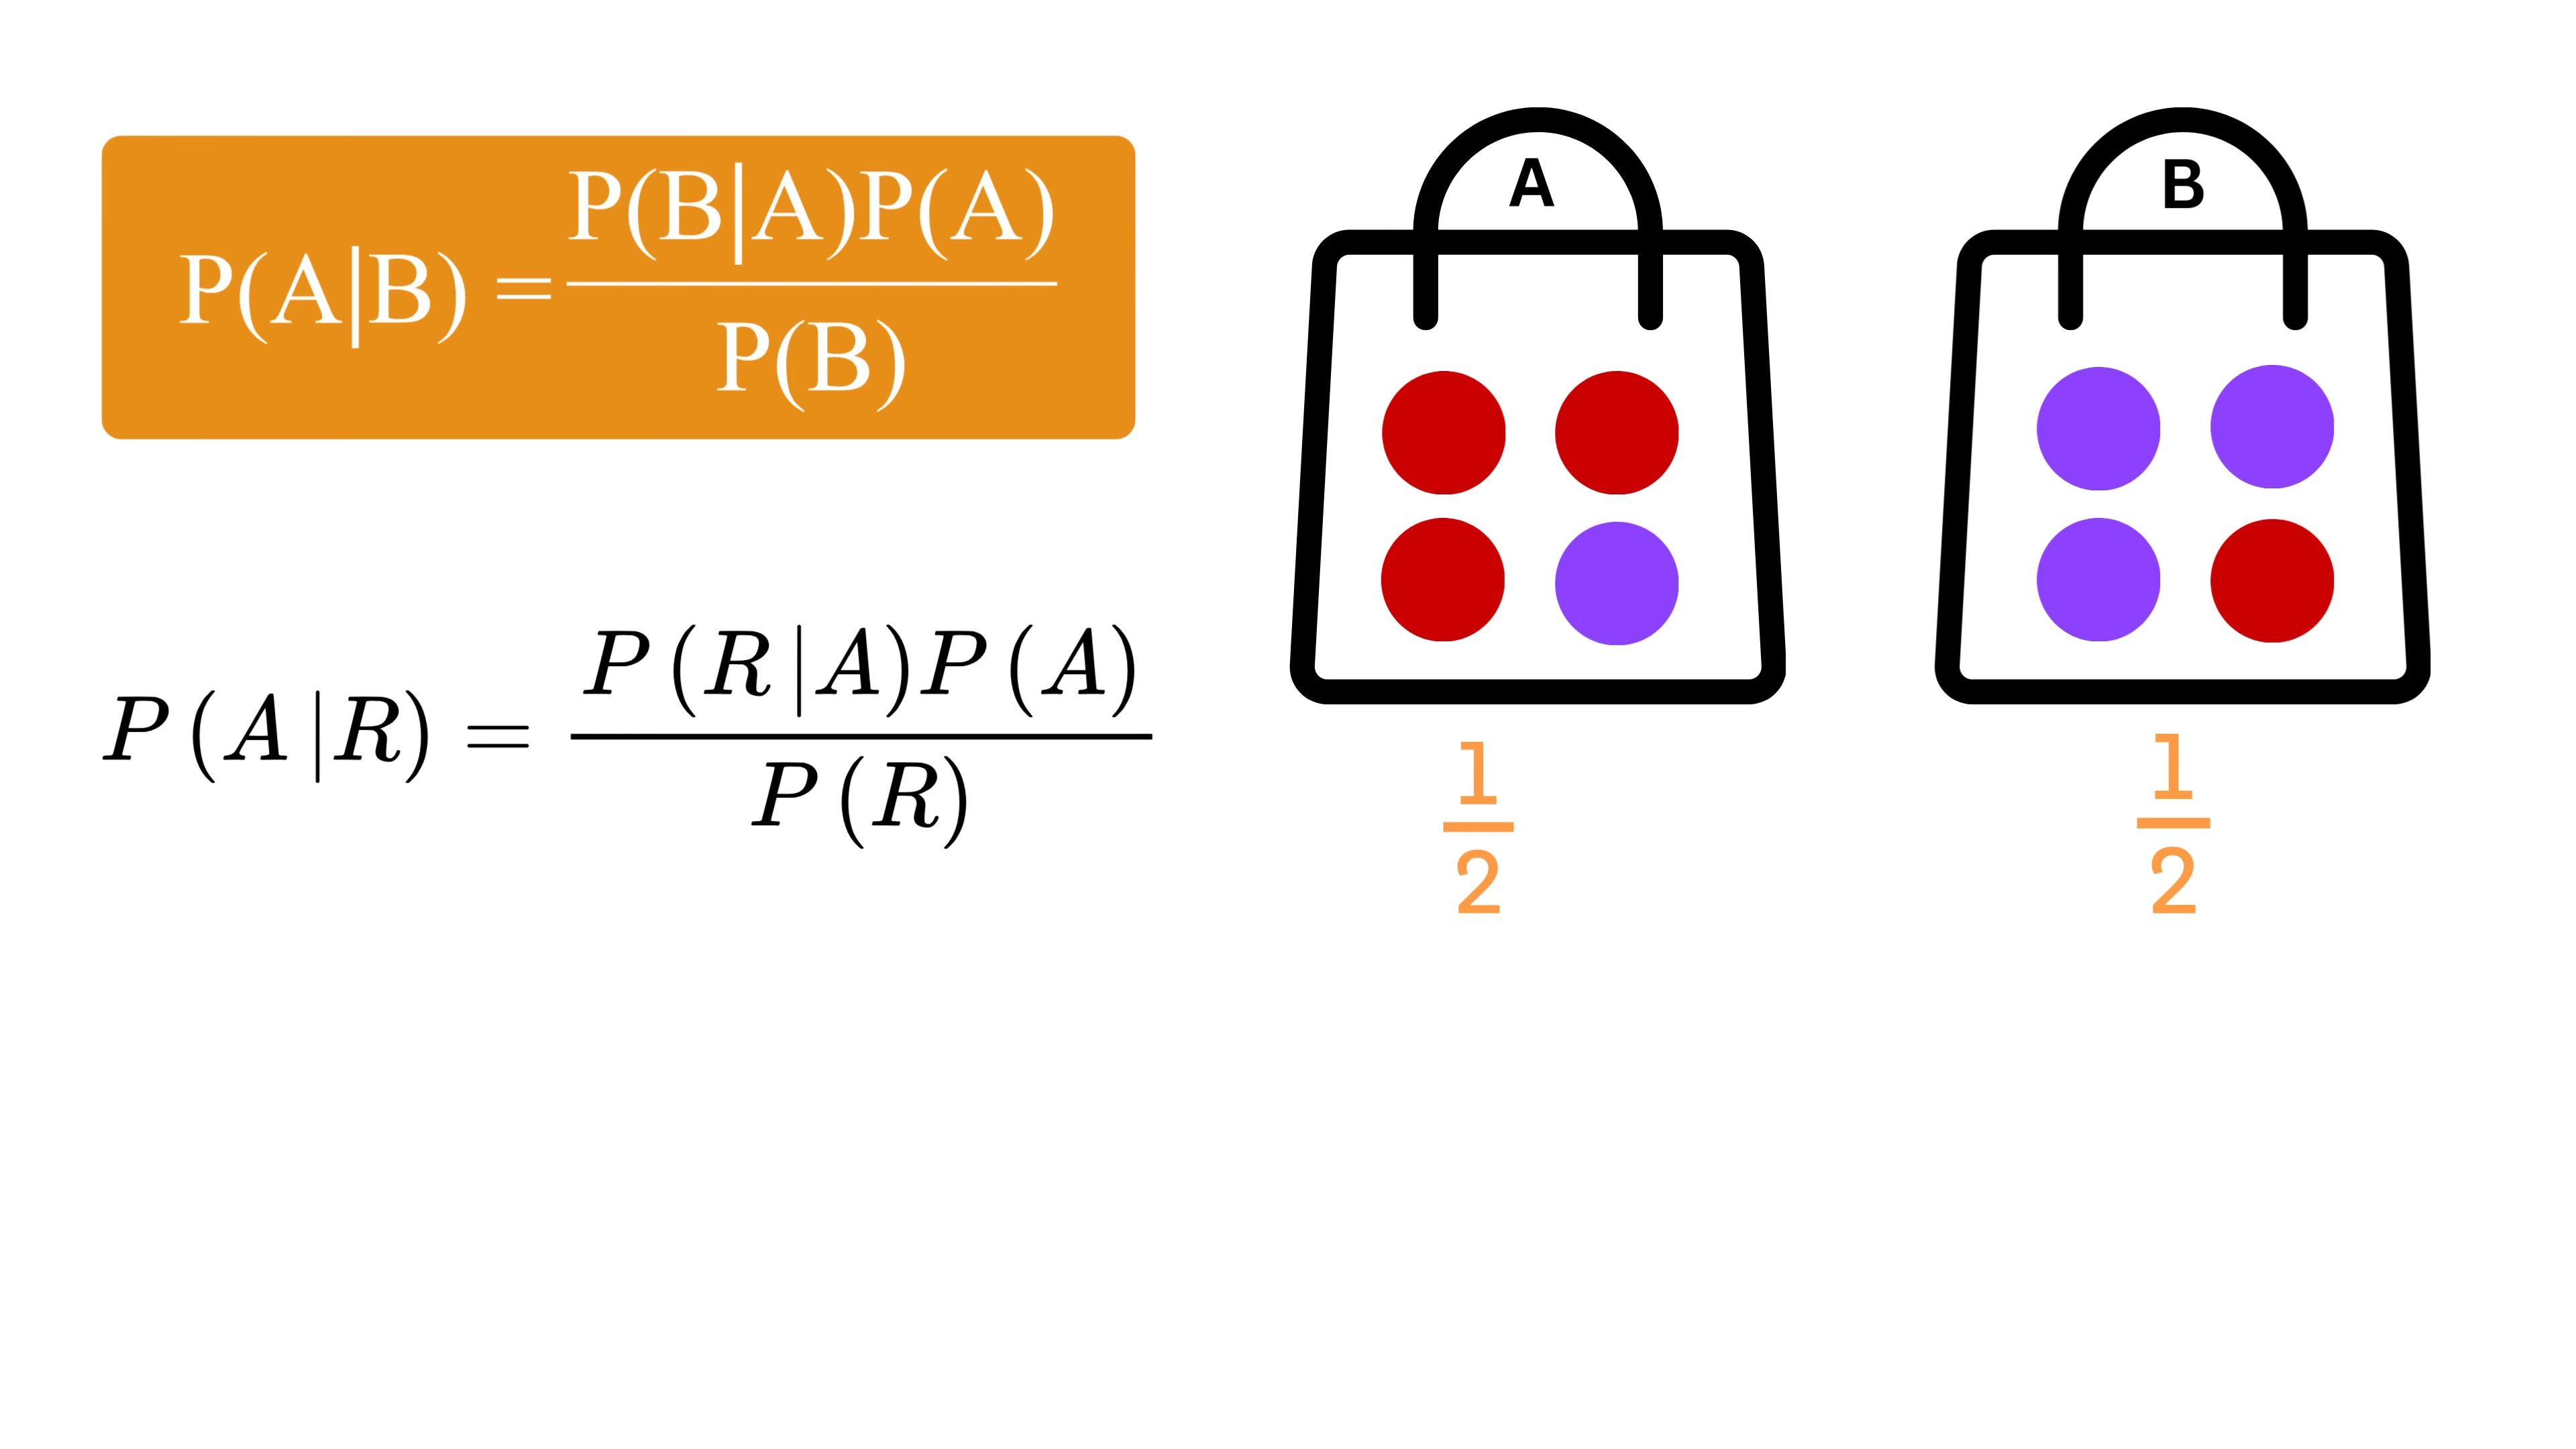 P(A|B) = P(B|A)P(A) / P(B)
P(A|R) = P(R|A)P(A) / P(R)
A
B
1/2
1/2